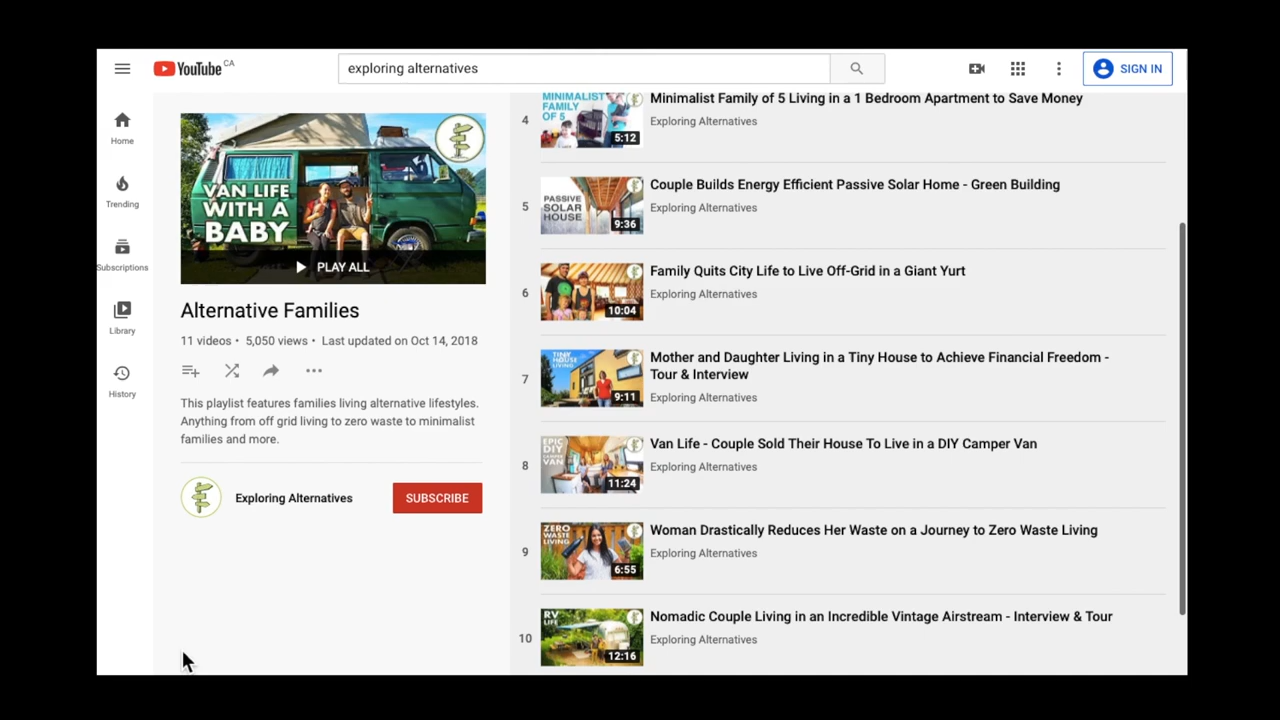 YouTube CA
exploring alternatives
SIGN IN
Home
Trending
Subscriptions
Library
History
VAN LIFE
WITH A
BABY
PLAY ALL
Alternative Families
11 videos • 5,050 views • Last updated on Oct 14, 2018
This playlist features families living alternative lifestyles.
Anything from off grid living to zero waste to minimalist
families and more.
Exploring Alternatives
SUBSCRIBE
4
MINIMALIST
FAMILY
OF 5
5:12
Minimalist Family of 5 Living in a 1 Bedroom Apartment to Save Money
Exploring Alternatives
5
PASSIVE
SOLAR
HOUSE
9:36
Couple Builds Energy Efficient Passive Solar Home - Green Building
Exploring Alternatives
6
10:04
Family Quits City Life to Live Off-Grid in a Giant Yurt
Exploring Alternatives
7
TINY
HOUSE
LIVING
9:11
Mother and Daughter Living in a Tiny House to Achieve Financial Freedom -
Tour & Interview
Exploring Alternatives
8
EPIC
DIY
CAMPER
VAN
11:24
Van Life - Couple Sold Their House To Live in a DIY Camper Van
Exploring Alternatives
9
ZERO
WASTE
LIVING
6:55
Woman Drastically Reduces Her Waste on a Journey to Zero Waste Living
Exploring Alternatives
10
RV
LIFE
12:16
Nomadic Couple Living in an Incredible Vintage Airstream - Interview & Tour
Exploring Alternatives